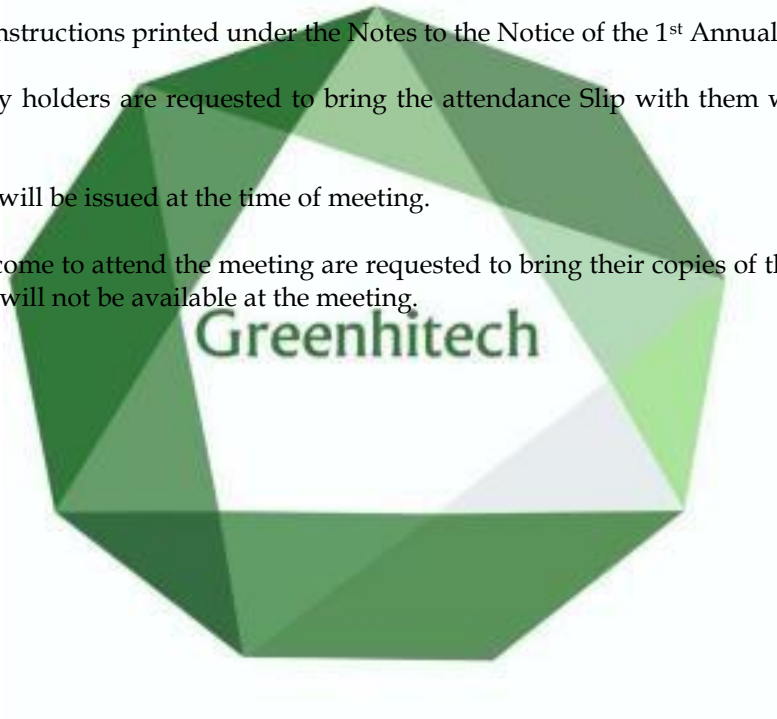 nstructions printed under the Notes to the Notice of the 1st Annual
y holders are requested to bring the attendance Slip with them w
will be issued at the time of meeting.
come to attend the meeting are requested to bring their copies of th
will not be available at the meeting.
Greenhitech